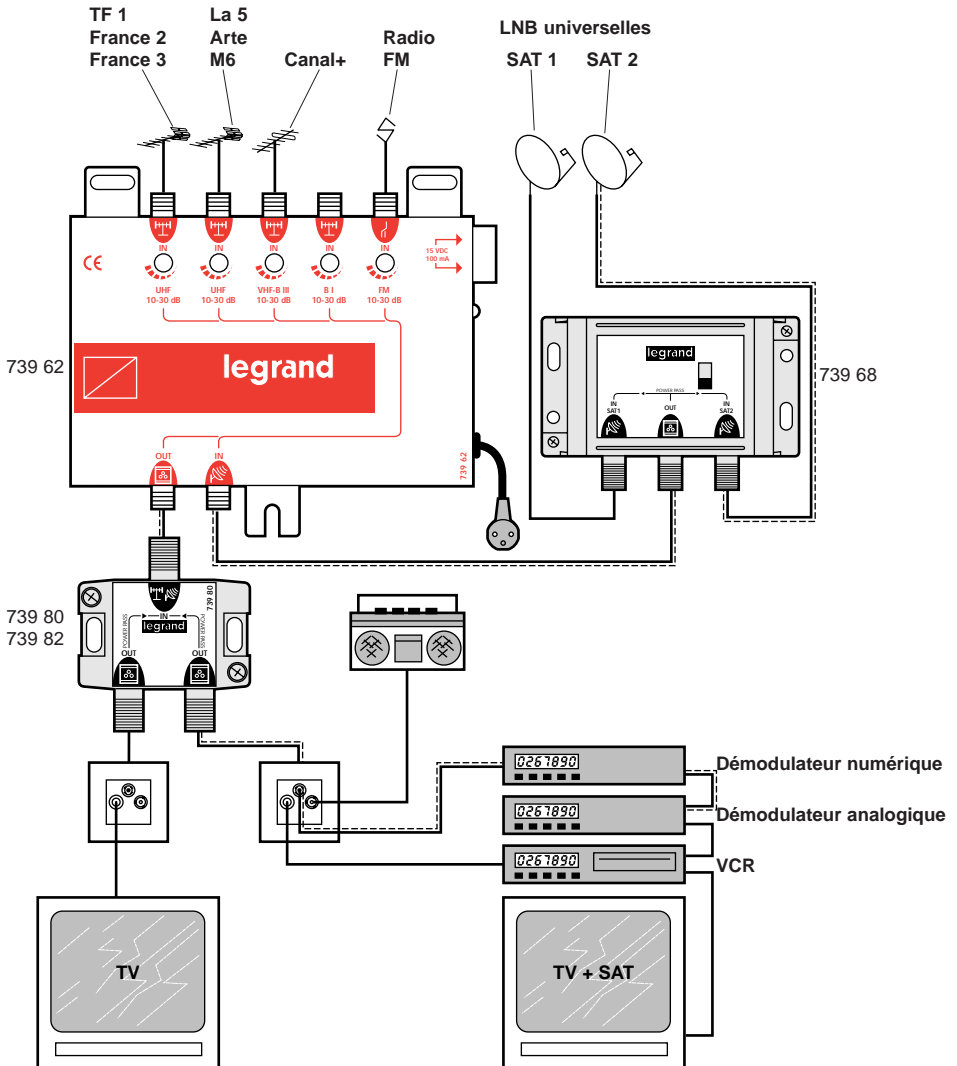 TF 1
France 2
France 3
La 5
Arte
M6
Canal+
Radio
FM
LNB universelles
SAT 1
SAT 2
CE
IN
IN
IN
IN
IN
15 VDC
100 mA
UHF
10-30 dB
UHF
10-30 dB
VHF-B III
10-30 dB
B I
10-30 dB
FM
10-30 dB
739 62
legrand
OUT
IN
739 62
legrand
POWER PASS
IN
SAT1
OUT
IN
SAT2
739 68
739 80
739 82
739 80
IN
legrand
POWER PASS
POWER PASS
OUT
OUT
0267890
Démodulateur numérique
0267890
Démodulateur analogique
0267890
VCR
TV
TV + SAT